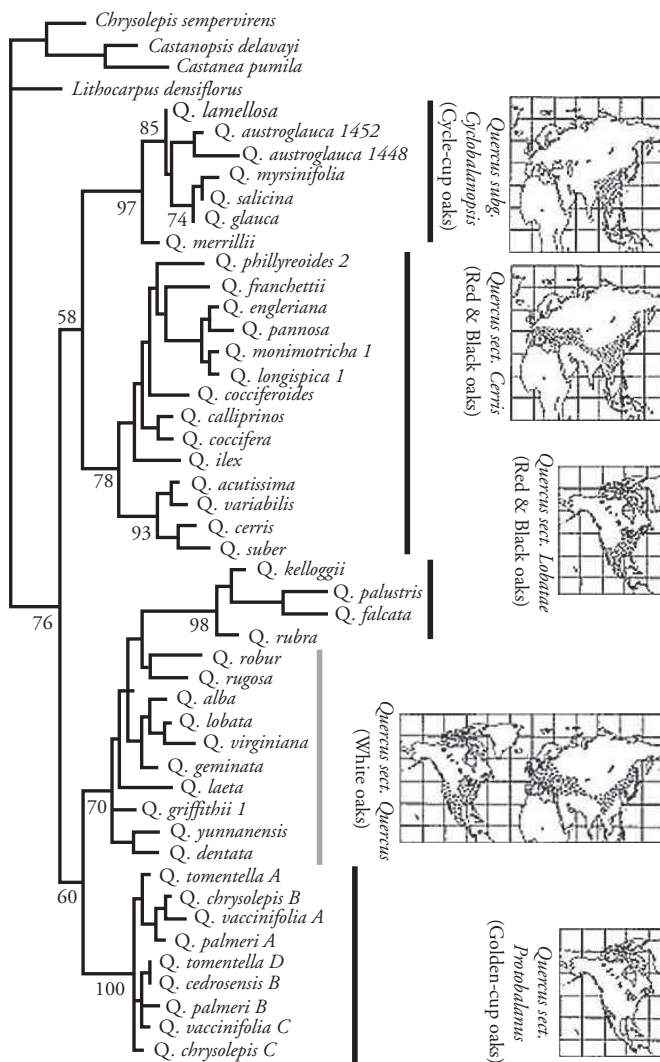 Chrysolepis sempervirens
Castanopsis delavayi
Castanea pumila
Lithocarpus densiflorus
Q. lamellosa
85
Q. austroglauca 1452
Q. austroglauca 1448
Q. myrsinifolia
Q. salicina
97
74
Q. glauca
Q. merrillii
Quercus subg.
Cyclobalanopsis
(Cycle-cup oaks)
Q. phillyreoides 2
Q. franchettii
58
Q. engleriana
Q. pannosa
Q. monimotricha 1
Q. longispica 1
Q. cocciferoides
Q. calliprinos
Q. coccifera
Q. ilex
78
Q. acutissima
Q. variabilis
93
Q. cerris
Q. suber
Quercus sect. Cerris
(Red & Black oaks)
Q. kelloggii
Q. palustris
Q. falcata
98
76
Q. rubra
Quercus sect. Lobatae
(Red & Black oaks)
Q. robur
Q. rugosa
Q. alba
Q. lobata
Q. virginiana
Q. geminata
Q. laeta
70
Q. griffithii 1
Q. yunnanensis
Q. dentata
Quercus sect. Quercus
(White oaks)
Q. tomentella A
60
Q. chrysolepis B
Q. vaccinifolia A
Q. palmeri A
Q. tomentella D
100
Q. cedrosensis B
Q. palmeri B
Q. vaccinifolia C
Q. chrysolepis C
Quercus sect.
Protobalanus
(Golden-cup oaks)